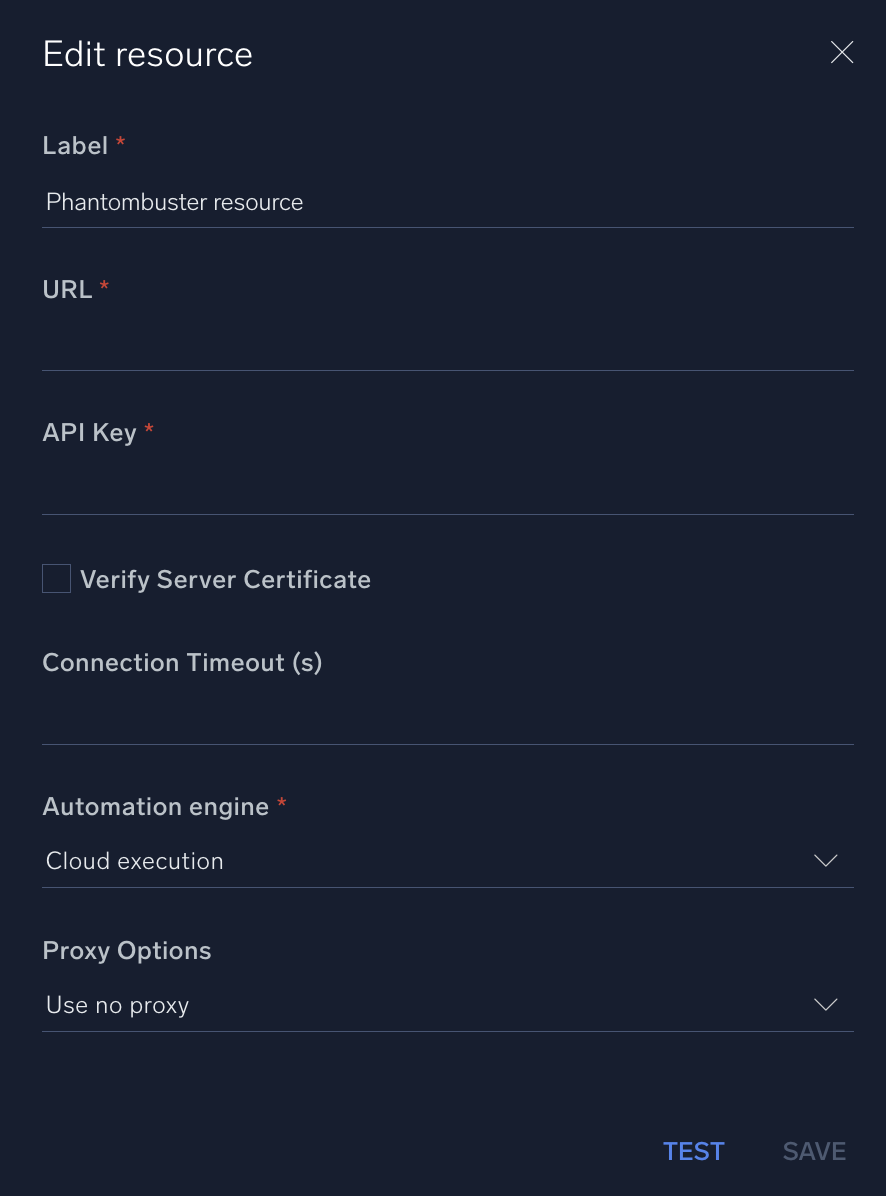 Edit resource
Label *
Phantombuster resource
URL *
API Key *
Verify Server Certificate
Connection Timeout (s)
Automation engine *
Cloud execution
Proxy Options
Use no proxy
TEST SAVE